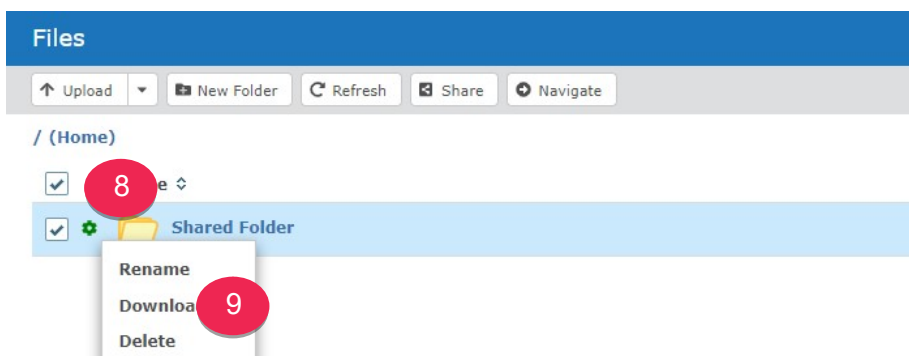 Files
Upload New Folder Refresh Share Navigate
/ (Home)
8
Shared Folder
Rename
9
Delete